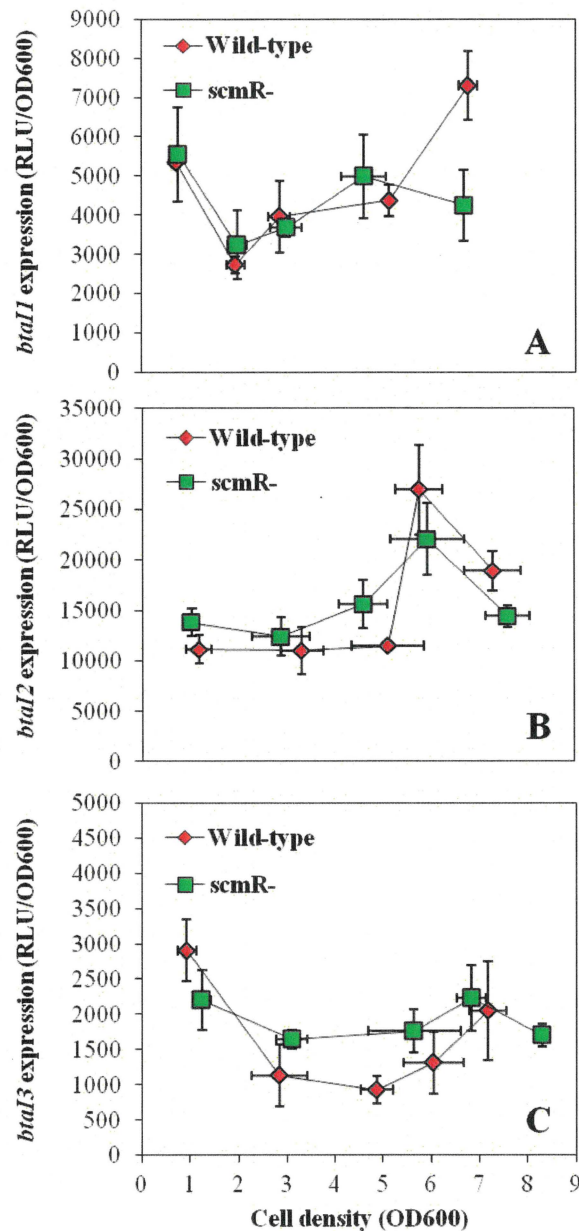 9000
8000
7000
6000
5000
4000
3000
2000
1000
0
btaI1 expression (RLU/OD600)
Wild-type
scmR-
A
35000
30000
25000
20000
15000
10000
5000
0
btaI2 expression (RLU/OD600)
Wild-type
scmR-
B
5000
4500
4000
3500
3000
2500
2000
1500
1000
500
0
btaI3 expression (RLU/OD600)
Wild-type
scmR-
C
0 1 2 3 4 5 6 7 8 9
Cell density (OD600)